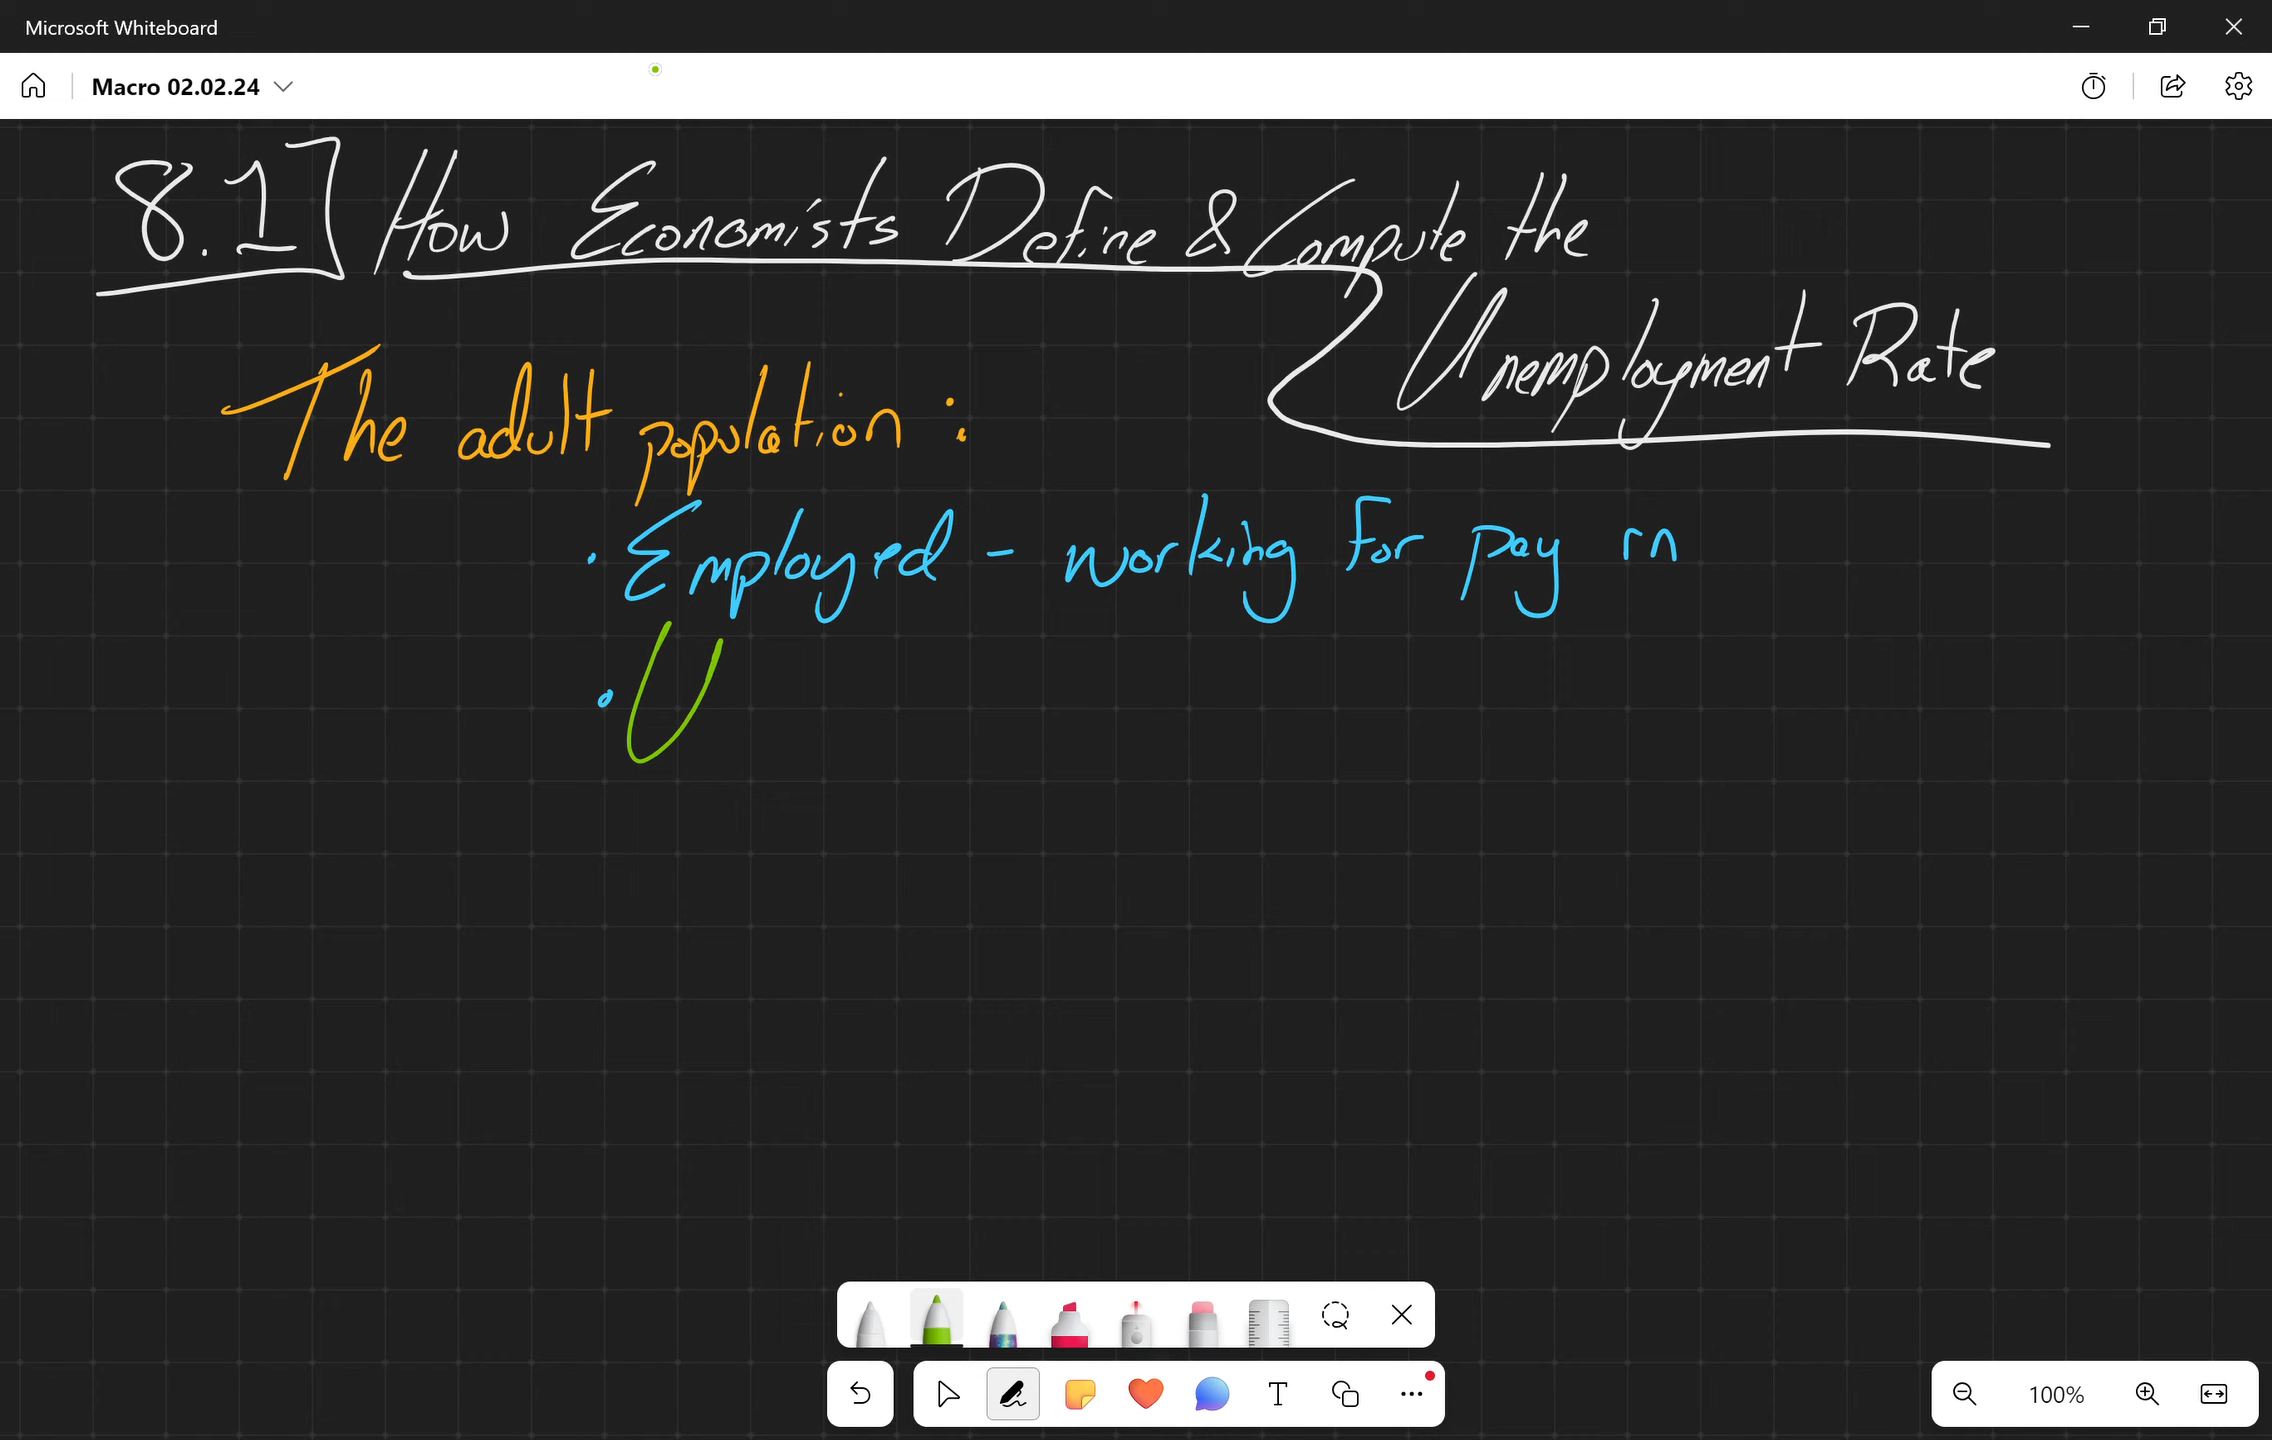 Microsoft Whiteboard
Macro 02.02.24
8.1] How Economists Define & Compute the
Unemployment Rate
The adult population :
• Employed - working for pay rn
• U
T
100%